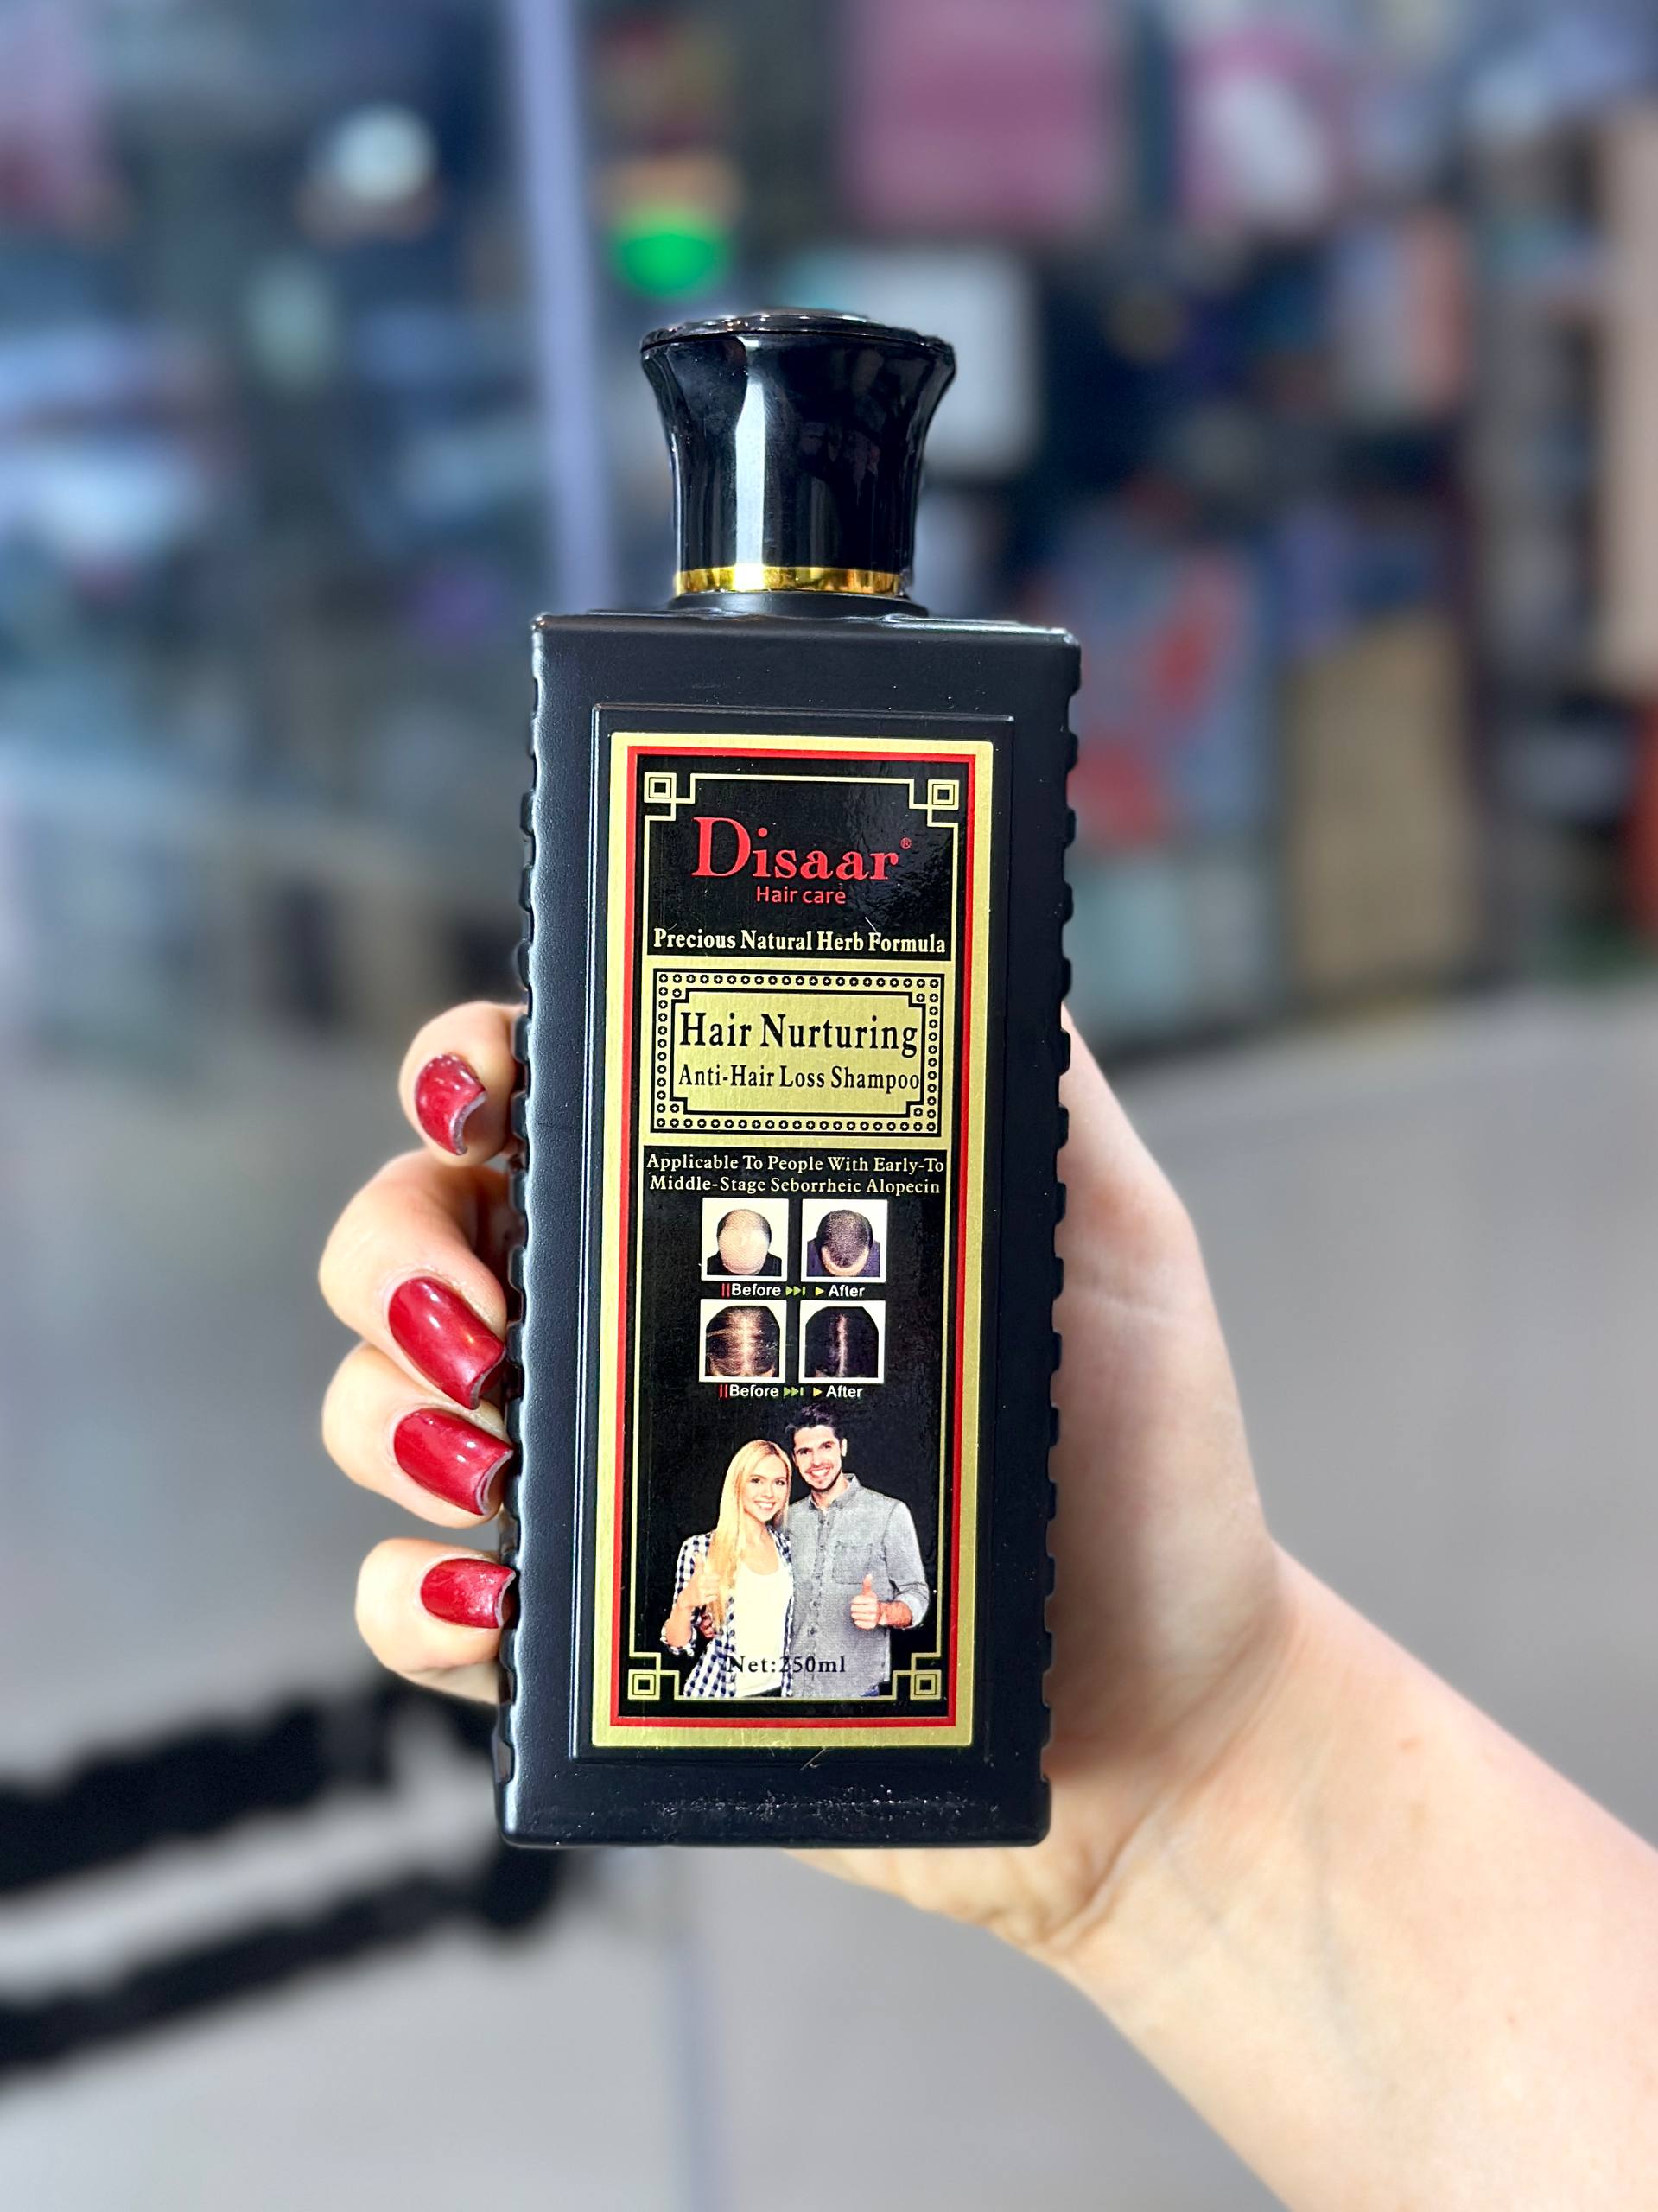 Disaar®
Hair care
Precious Natural Herb Formula
Hair Nurturing
Anti-Hair Loss Shampoo
Applicable To People With Early-To
Middle-Stage Seborrheic Alopecin
Before After
Before After
Net:250ml